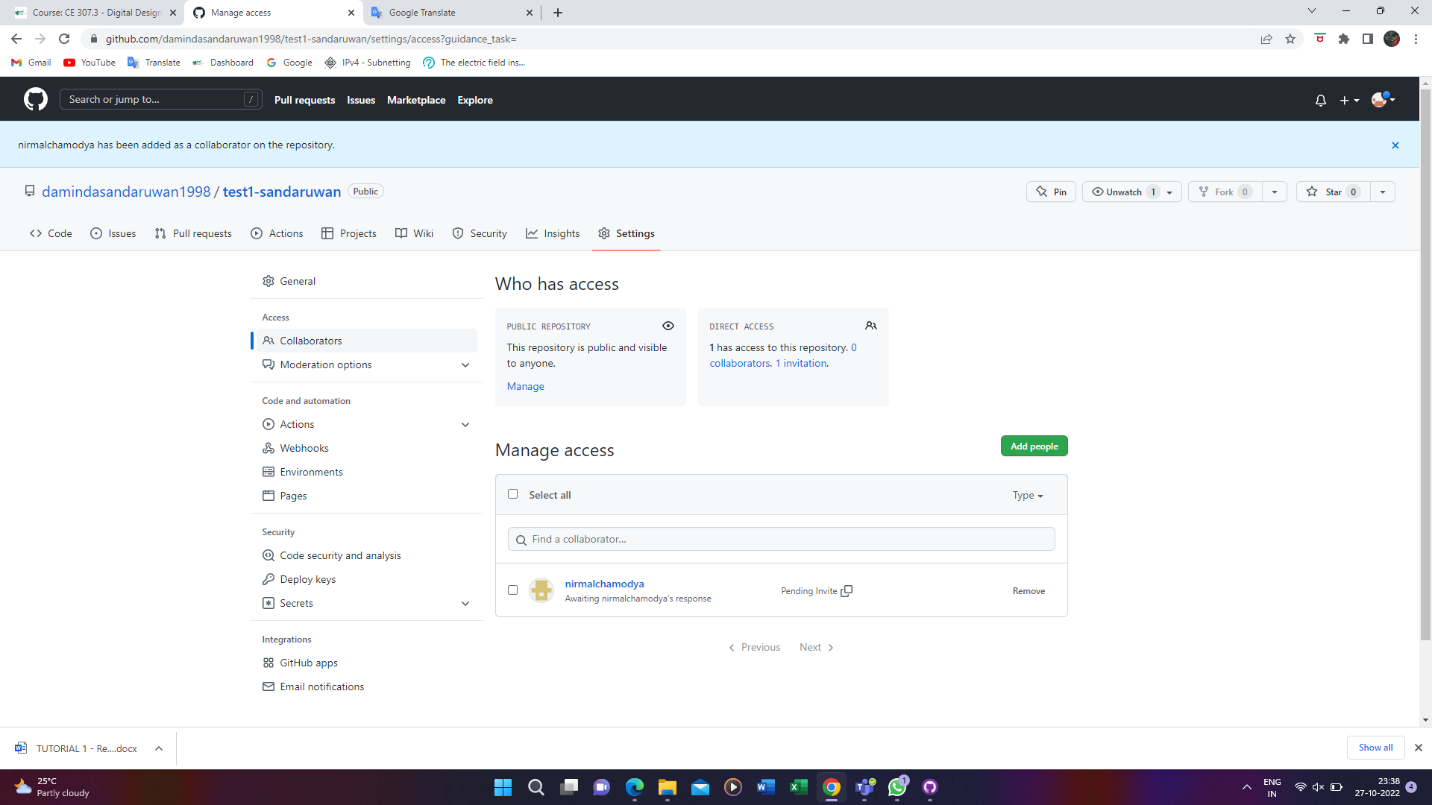 Course: CE 307.3 - Digital Design
Manage access
Google Translate
github.com/damindasandaruwan1998/test1-sandaruwan/settings/access?guidance_task=
Gmail
YouTube
Translate
Dashboard
Google
IPv4 - Subnetting
The electric field ins...
Search or jump to...
/
Pull requests
Issues
Marketplace
Explore
nirmalchamodya has been added as a collaborator on the repository.
damindasandaruwan1998 / test1-sandaruwan
Public
Pin
Unwatch 1
Fork 0
Star 0
Code
Issues
Pull requests
Actions
Projects
Wiki
Security
Insights
Settings
General
Access
Collaborators
Moderation options
Code and automation
Actions
Webhooks
Environments
Pages
Security
Code security and analysis
Deploy keys
Secrets
Integrations
GitHub apps
Email notifications
Who has access
PUBLIC REPOSITORY
This repository is public and visible
to anyone.
Manage
DIRECT ACCESS
1 has access to this repository. 0
collaborators. 1 invitation.
Manage access
Add people
Select all
Type
Find a collaborator...
nirmalchamodya
Awaiting nirmalchamodya's response
Pending Invite
Remove
Previous
Next
TUTORIAL 1 - Re....docx
Show all
25°C
Partly cloudy
1
ENG
IN
23:38
27-10-2022
4